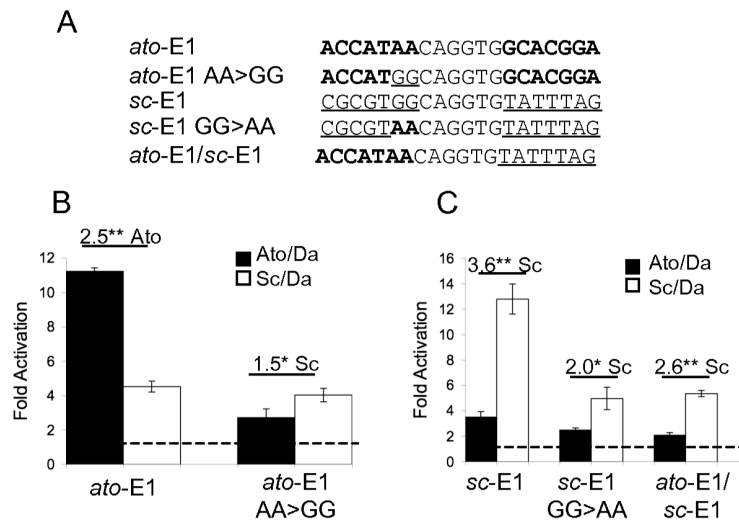 A
ato-E1 ACCATAACAGGTGGCACGGA
ato-E1 AA>GG ACCATGGCAGGTGGCACGGA
sc-E1 CGCGTGGCAGGTGTATTTAG
sc-E1 GG>AA CGCGTAACAGGTGTATTTAG
ato-E1/sc-E1 ACCATAACAGGTGTATTTAG
B
2.5** Ato
Ato/Da
Sc/Da
1.5* Sc
Fold Activation
12
10
8
6
4
2
0
ato-E1
ato-E1
AA>GG
C
3.6** Sc
Ato/Da
Sc/Da
2.0* Sc
2.6** Sc
Fold Activation
16
14
12
10
8
6
4
2
0
sc-E1
sc-E1
GG>AA
ato-E1/
sc-E1